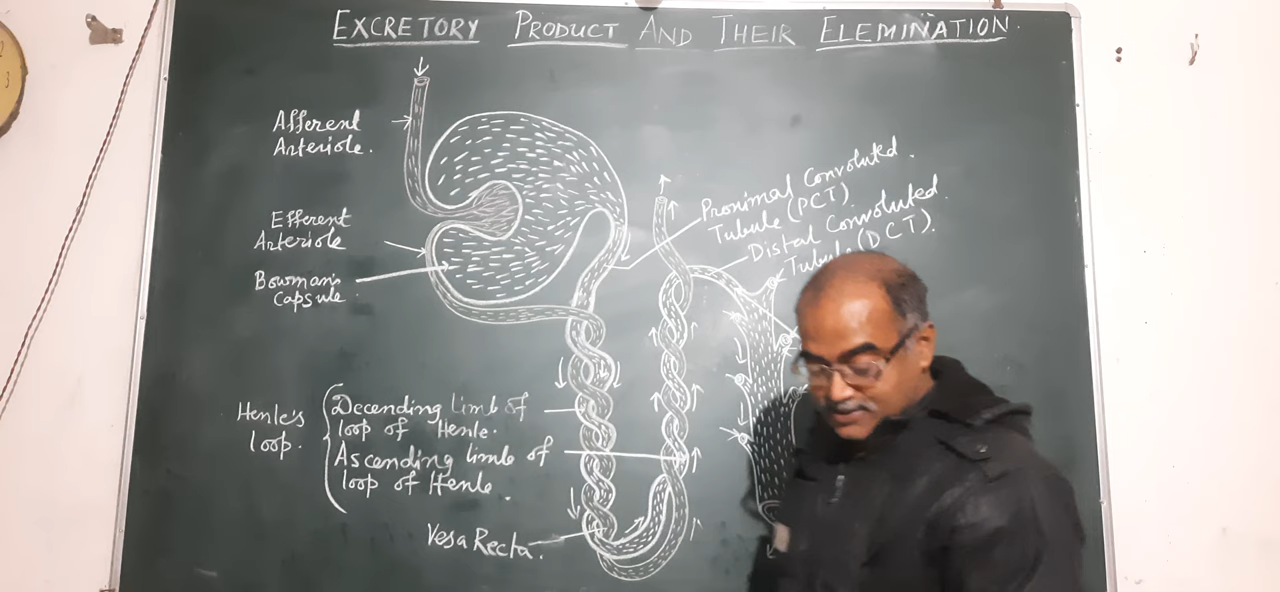 EXCRETORY PRODUCT AND THEIR ELEMINATION.
Afferent
Arteriole.
Efferent
Arteriole
Bowman's
Capsule.
Proximal Convoluted.
Tubule (PCT)
Distal Convoluted.
Tubule (DCT).
Henle's
loop.
Decending limb of
loop of Henle.
Ascending limb of
loop of Henle.
Vesa Recta.
3